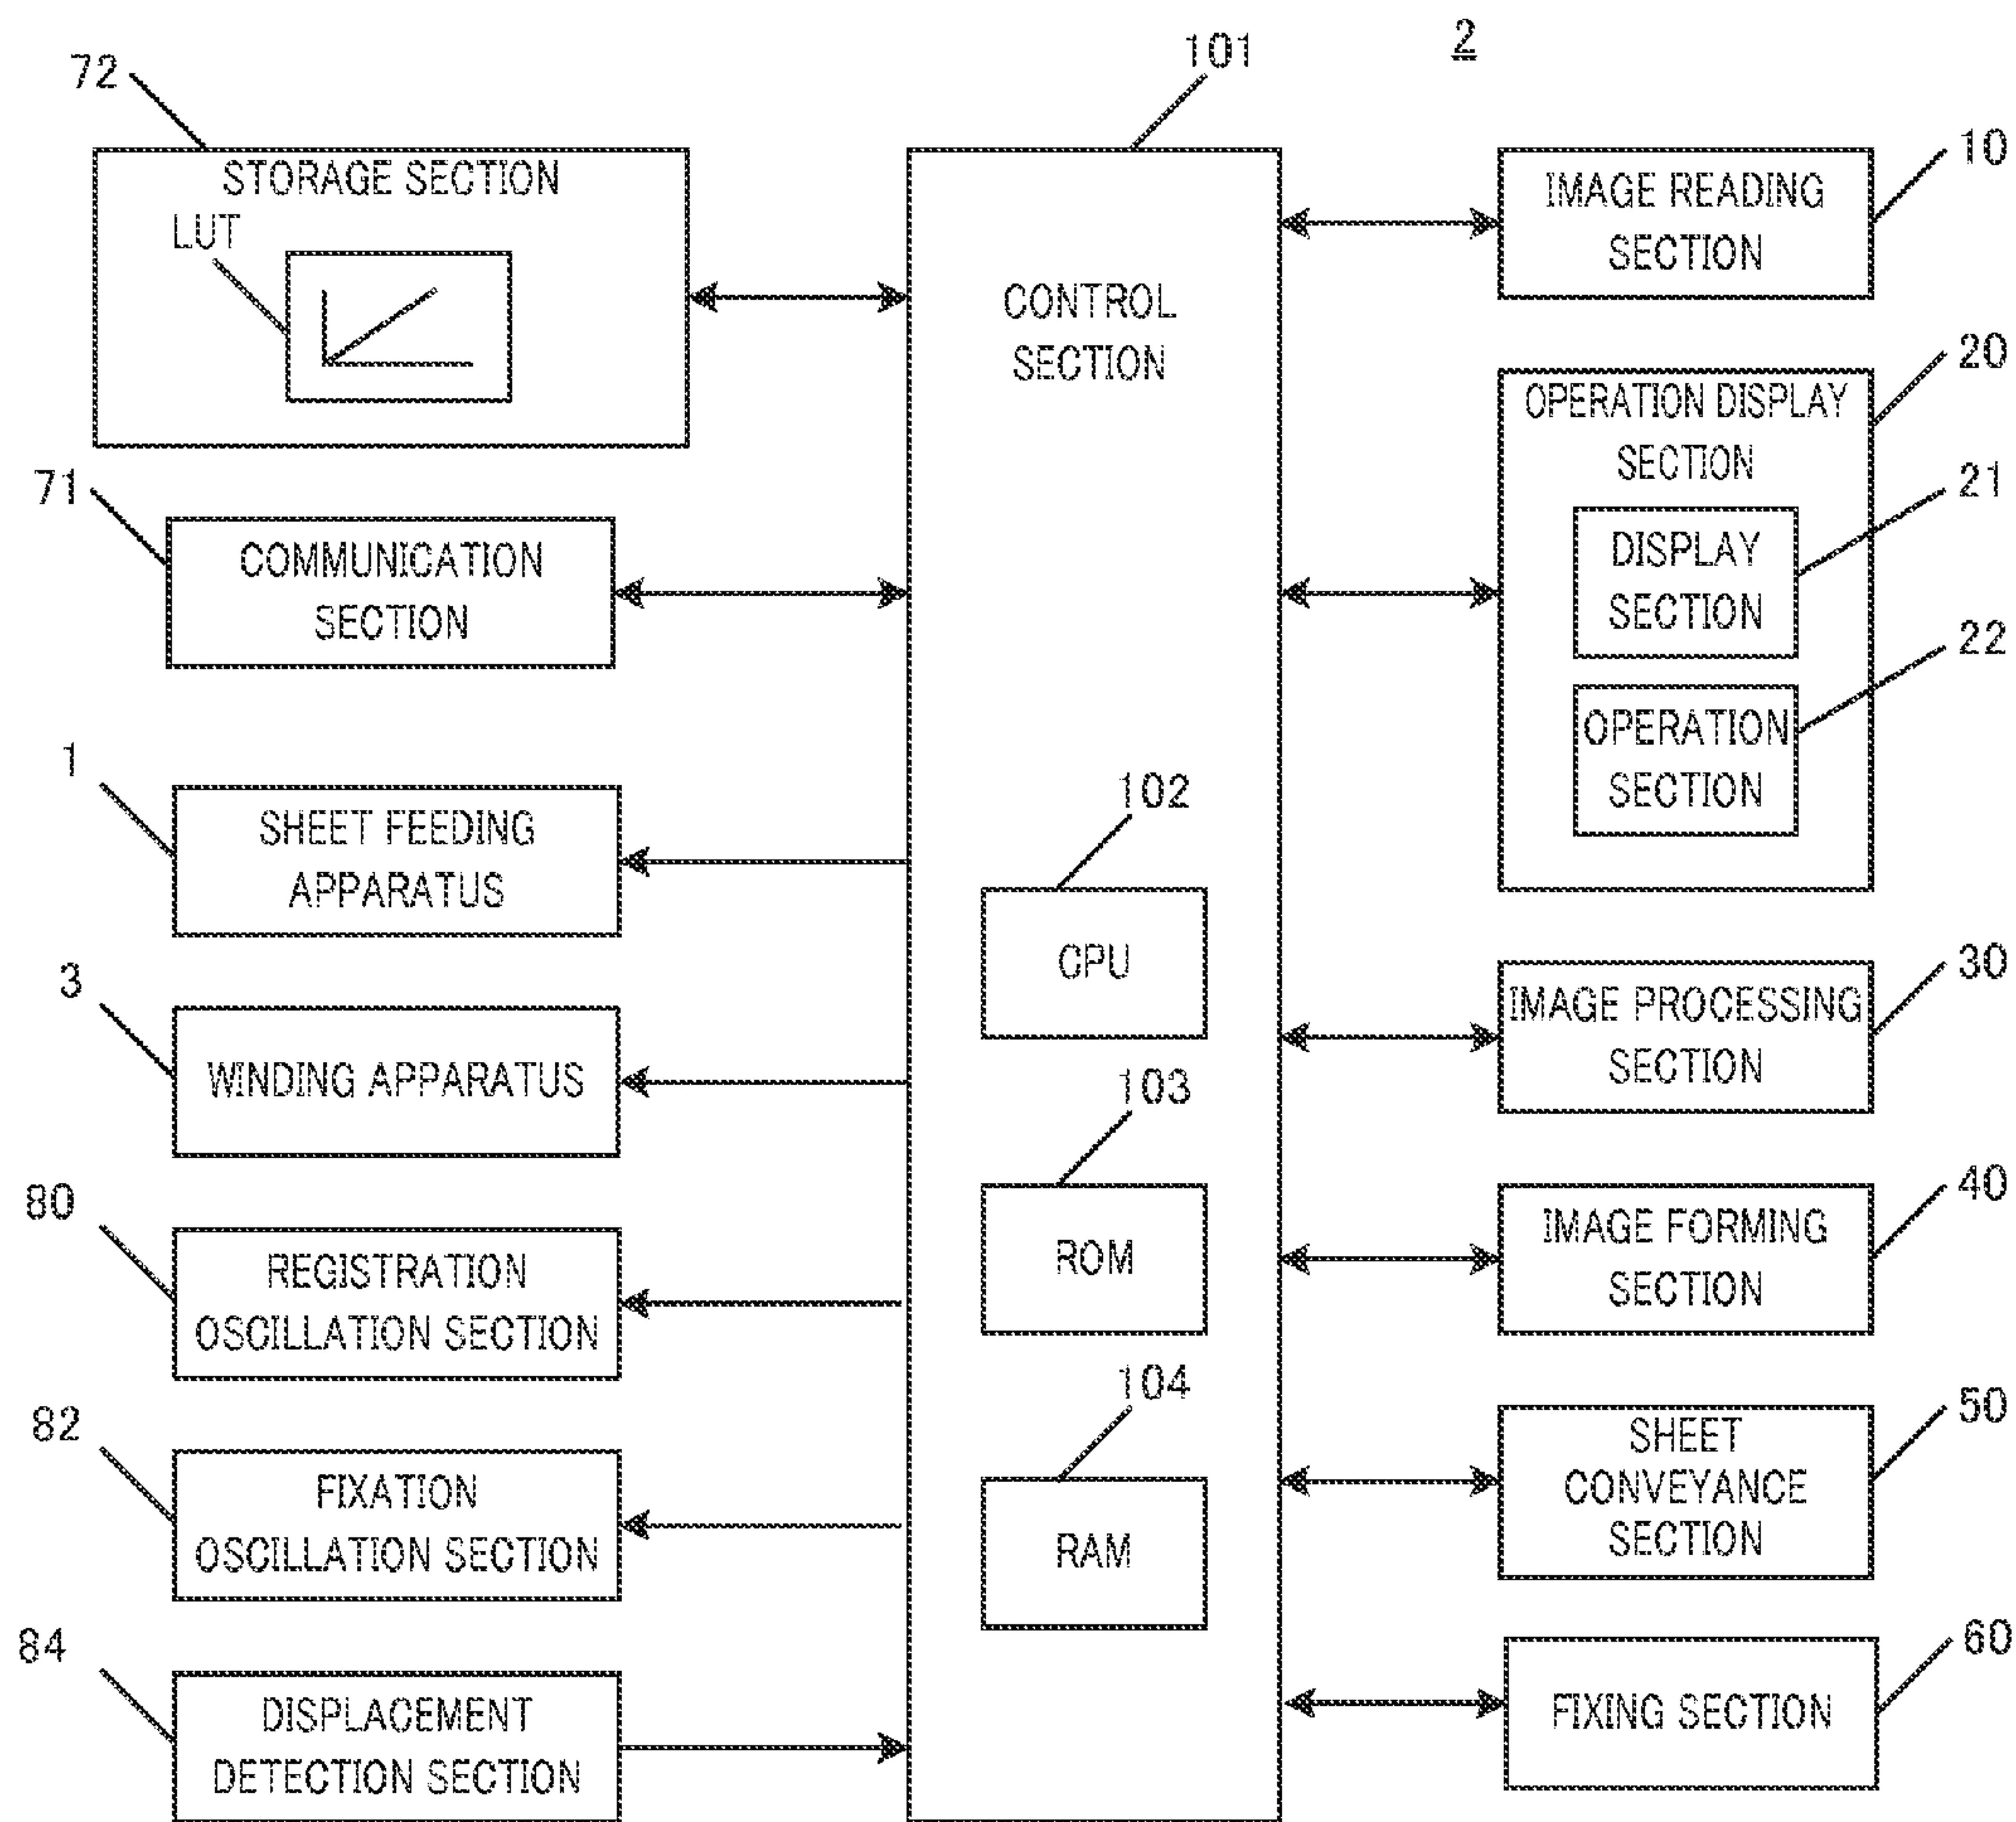 2
72
STORAGE SECTION
LUT
71
COMMUNICATION
SECTION
1
SHEET FEEDING
APPARATUS
3
WINDING APPARATUS
80
REGISTRATION
OSCILLATION SECTION
82
FIXATION
OSCILLATION SECTION
84
DISPLACEMENT
DETECTION SECTION
101
CONTROL
SECTION
102
CPU
103
ROM
104
RAM
10
IMAGE READING
SECTION
20
OPERATION DISPLAY
SECTION
21
DISPLAY
SECTION
22
OPERATION
SECTION
30
IMAGE PROCESSING
SECTION
40
IMAGE FORMING
SECTION
50
SHEET
CONVEYANCE
SECTION
60
FIXING SECTION